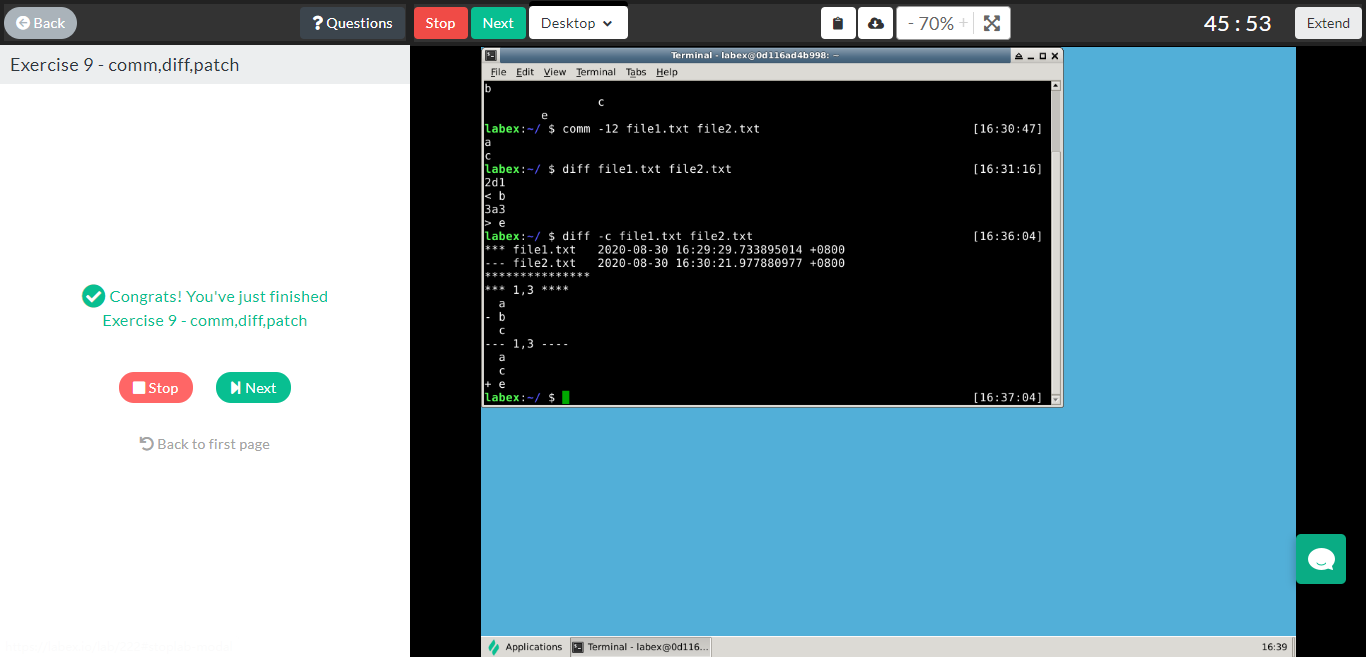 Back
Questions
Stop
Next
Desktop
- 70% +
45 : 53
Extend
Exercise 9 - comm,diff,patch
Congrats! You've just finished
Exercise 9 - comm,diff,patch
Stop
Next
Back to first page
Terminal - labex@0d116ad4b998: ~
File Edit View Terminal Tabs Help
b
c
e
labex:~/ $ comm -12 file1.txt file2.txt [16:30:47]
a
c
labex:~/ $ diff file1.txt file2.txt [16:31:16]
2d1
< b
3a3
> e
labex:~/ $ diff -c file1.txt file2.txt [16:36:04]
*** file1.txt 2020-08-30 16:29:29.733895014 +0800
--- file2.txt 2020-08-30 16:30:21.977880977 +0800
***************
*** 1,3 ****
a
- b
c
--- 1,3 ----
a
c
+ e
labex:~/ $ [16:37:04]
Applications
Terminal - labex@0d116...
16:39